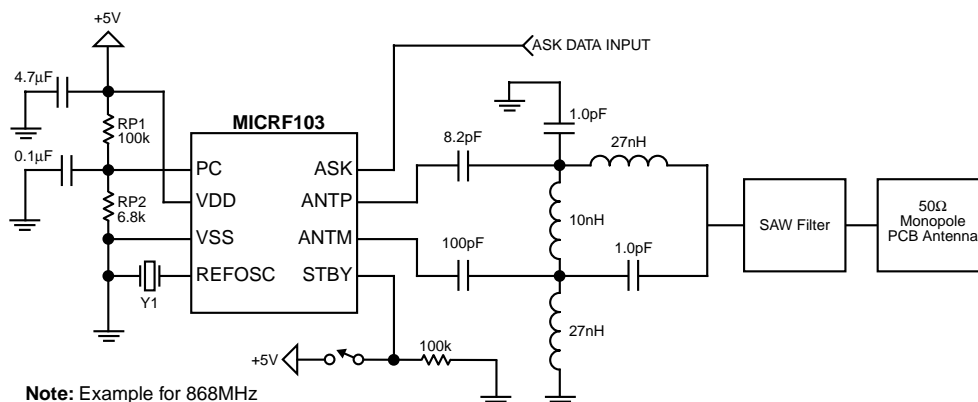 +5V
ASK DATA INPUT
4.7µF
MICRF103
1.0pF
RP1
100k
8.2pF
27nH
0.1µF
PC
ASK
RP2
6.8k
VDD
ANTP
10nH
SAW Filter
50Ω
Monopole
PCB Antenna
VSS
ANTM
100pF
1.0pF
REFOSC
STBY
Y1
27nH
+5V
100k
Note: Example for 868MHz